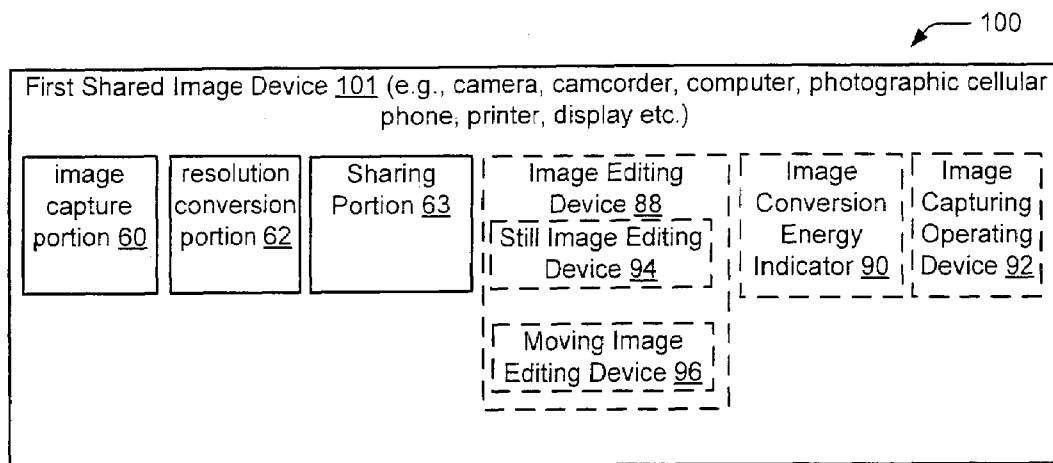 100
First Shared Image Device 101 (e.g., camera, camcorder, computer, photographic cellular
phone, printer, display etc.)
image
capture
portion 60
resolution
conversion
portion 62
Sharing
Portion 63
Image Editing
Device 88
Still Image Editing
Device 94
Moving Image
Editing Device 96
Image
Conversion
Energy
Indicator 90
Image
Capturing
Operating
Device 92